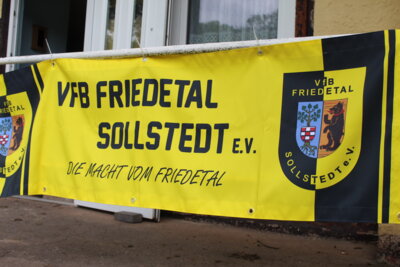 VFB FRIEDETAL
SOLLSTEDT E.V.
DIE MACHT VOM FRIEDETAL
VfB
FRIEDETAL
SOLLSTEDT e.V.